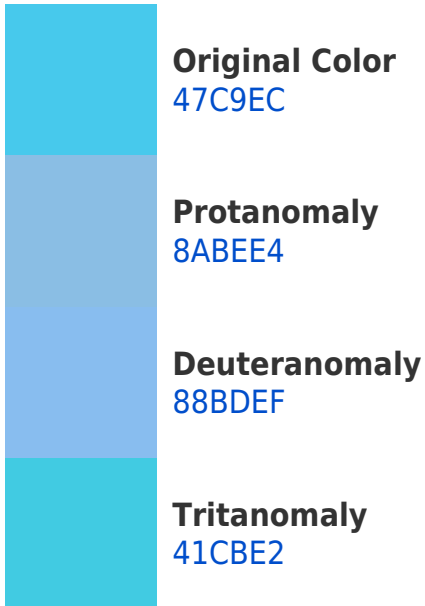 Original Color
47C9EC
Protanomaly
8ABEE4
Deuteranomaly
88BDEF
Tritanomaly
41CBE2